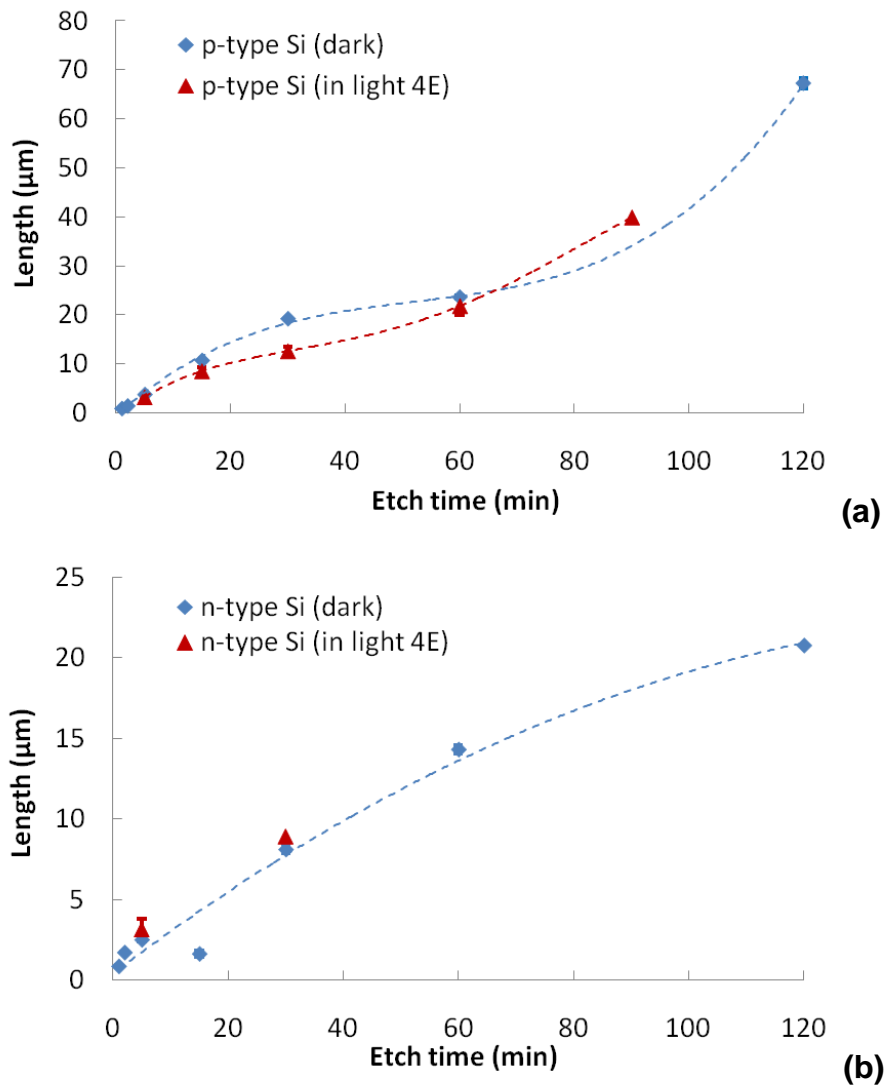 80
70
60
50
40
30
20
10
0
Length (µm)
p-type Si (dark)
p-type Si (in light 4E)
0 20 40 60 80 100 120
Etch time (min)
(a)
25
20
15
10
5
0
Length (µm)
n-type Si (dark)
n-type Si (in light 4E)
0 20 40 60 80 100 120
Etch time (min)
(b)